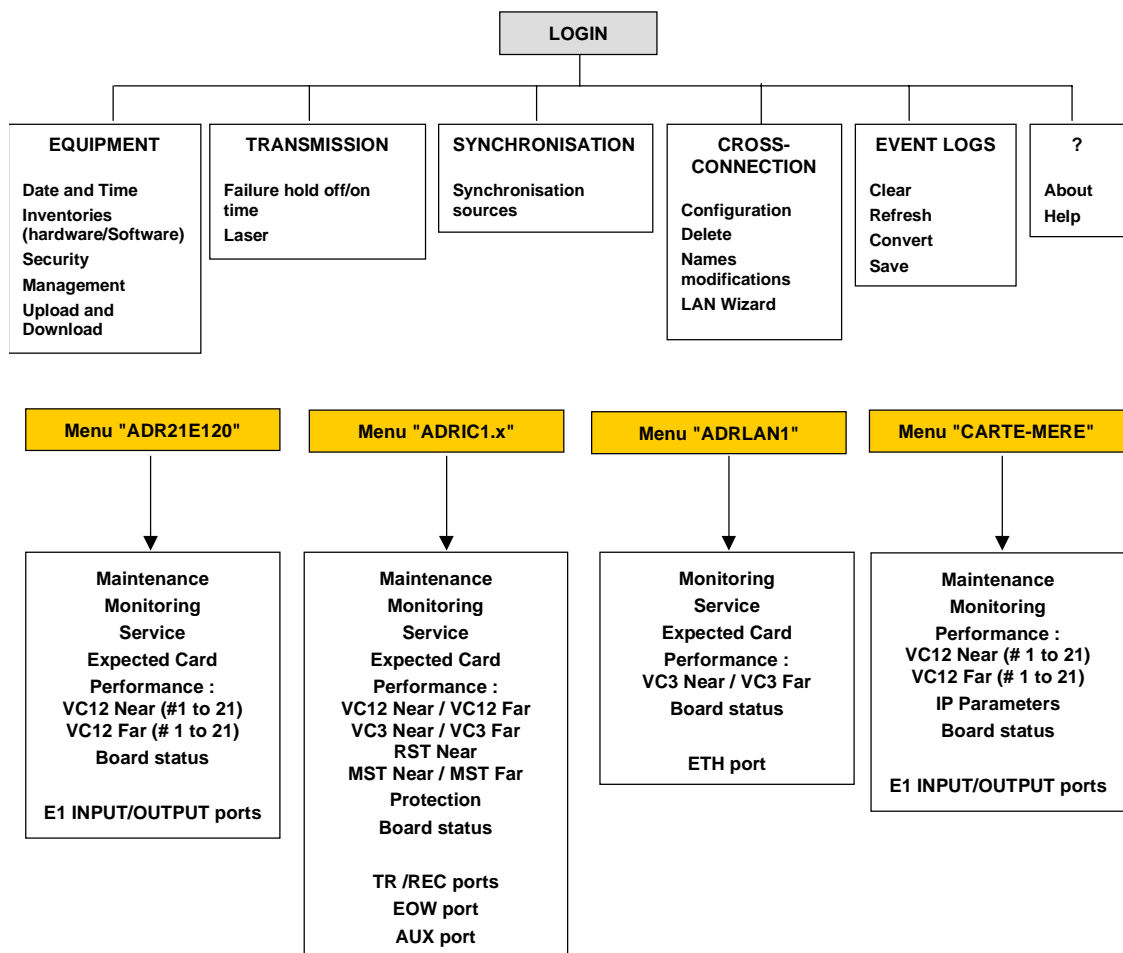 LOGIN
EQUIPMENT
Date and Time
Inventories
(hardware/Software)
Security
Management
Upload and
Download
TRANSMISSION
Failure hold off/on
time
Laser
SYNCHRONISATION
Synchronisation
sources
CROSS-
CONNECTION
Configuration
Delete
Names
modifications
LAN Wizard
EVENT LOGS
Clear
Refresh
Convert
Save
?
About
Help
Menu "ADR21E120"
Maintenance
Monitoring
Service
Expected Card
Performance :
VC12 Near (#1 to 21)
VC12 Far (# 1 to 21)
Board status
E1 INPUT/OUTPUT ports
Menu "ADRIC1.x"
Maintenance
Monitoring
Service
Expected Card
Performance :
VC12 Near / VC12 Far
VC3 Near / VC3 Far
RST Near
MST Near / MST Far
Protection
Board status
TR /REC ports
EOW port
AUX port
Menu "ADRLAN1"
Monitoring
Service
Expected Card
Performance :
VC3 Near / VC3 Far
Board status
ETH port
Menu "CARTE-MERE"
Maintenance
Monitoring
Performance :
VC12 Near (# 1 to 21)
VC12 Far (# 1 to 21)
IP Parameters
Board status
E1 INPUT/OUTPUT ports